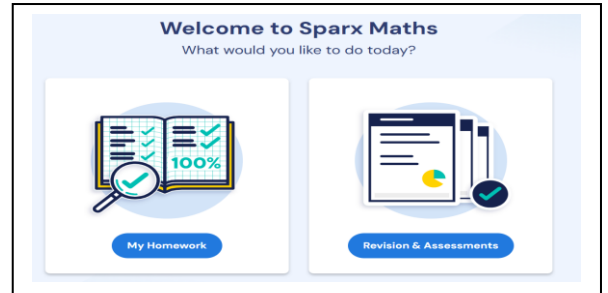 Welcome to Sparx Maths
What would you like to do today?
100%
My Homework
Revision & Assessments